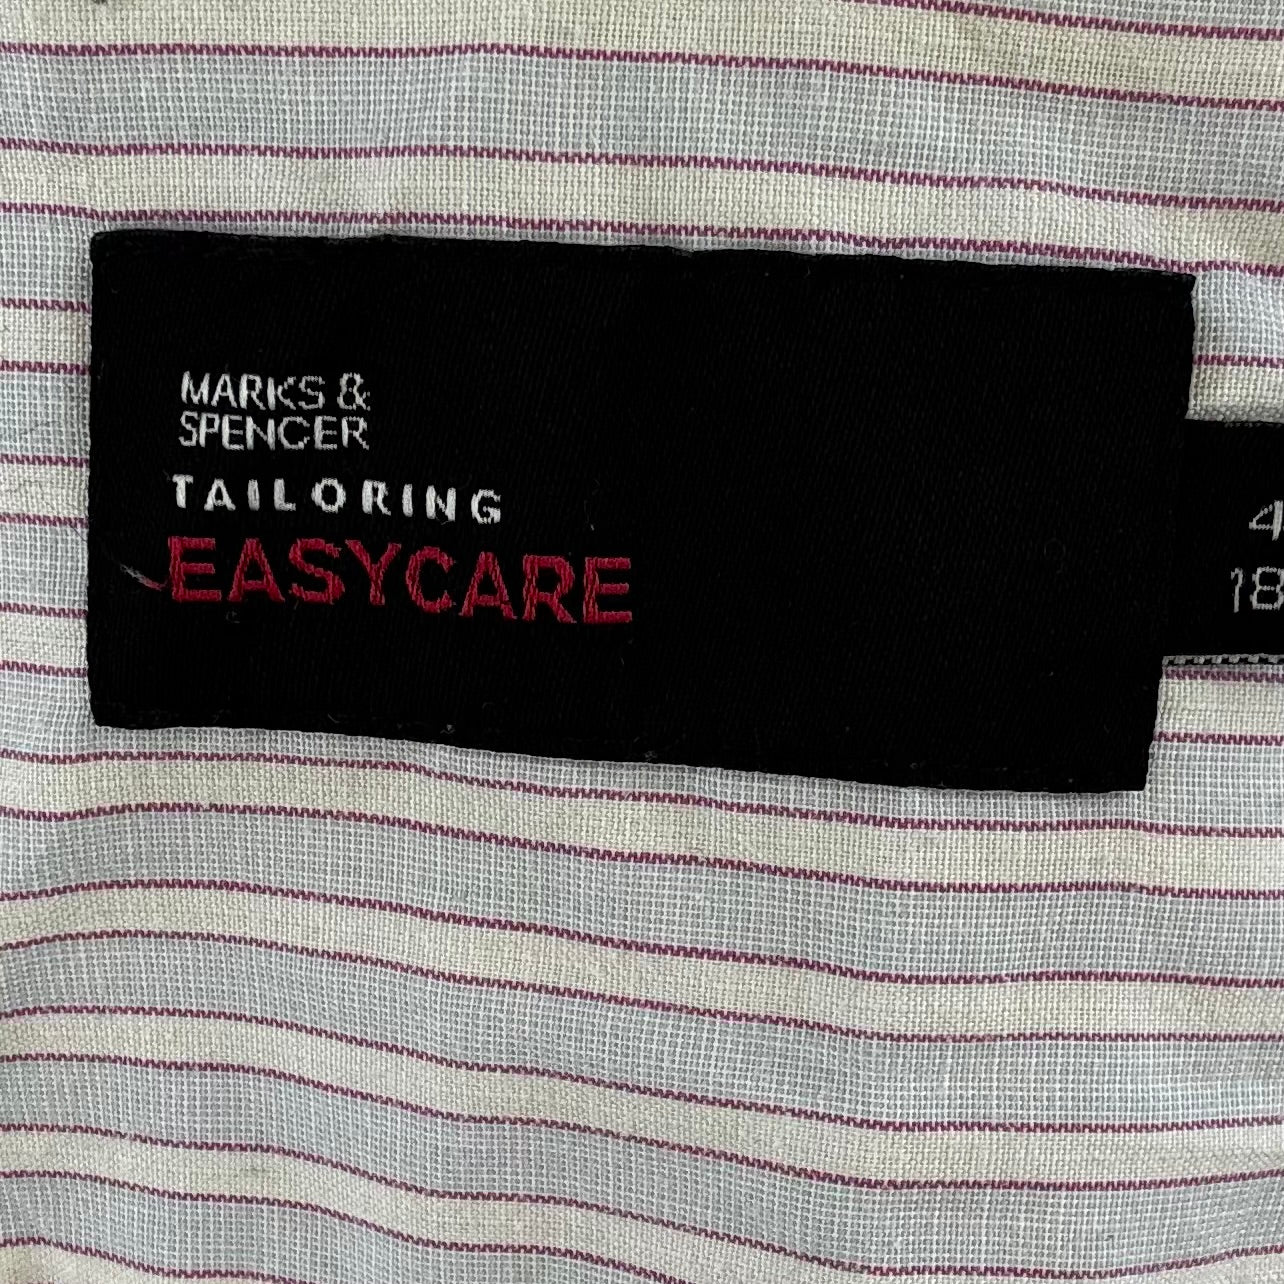 MARKS &
SPENCER
TAILORING
EASYCARE